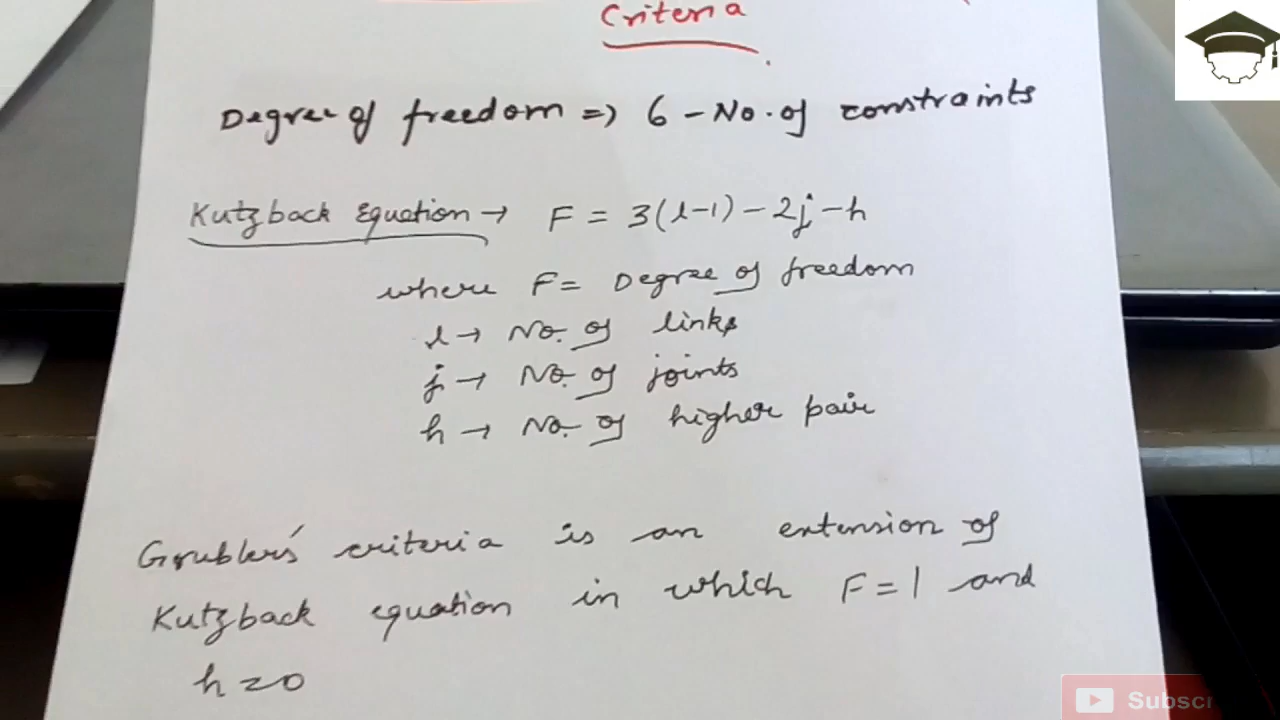 Criteria
Degree of freedom => 6 - No. of constraints
Kutzback Equation → F = 3(l-1) - 2j - h
where F = Degree of freedom
l → No. of links
j → No. of joints
h → No. of higher pair
Grubler's criteria is an extension of
Kutzback equation in which F = 1 and
h = 0
Subscr